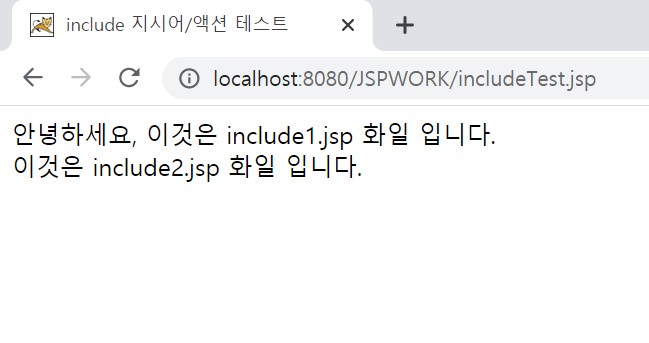 include 지시어/액션 테스트
localhost:8080/JSPWORK/includeTest.jsp
안녕하세요, 이것은 include1.jsp 화일 입니다.
이것은 include2.jsp 화일 입니다.